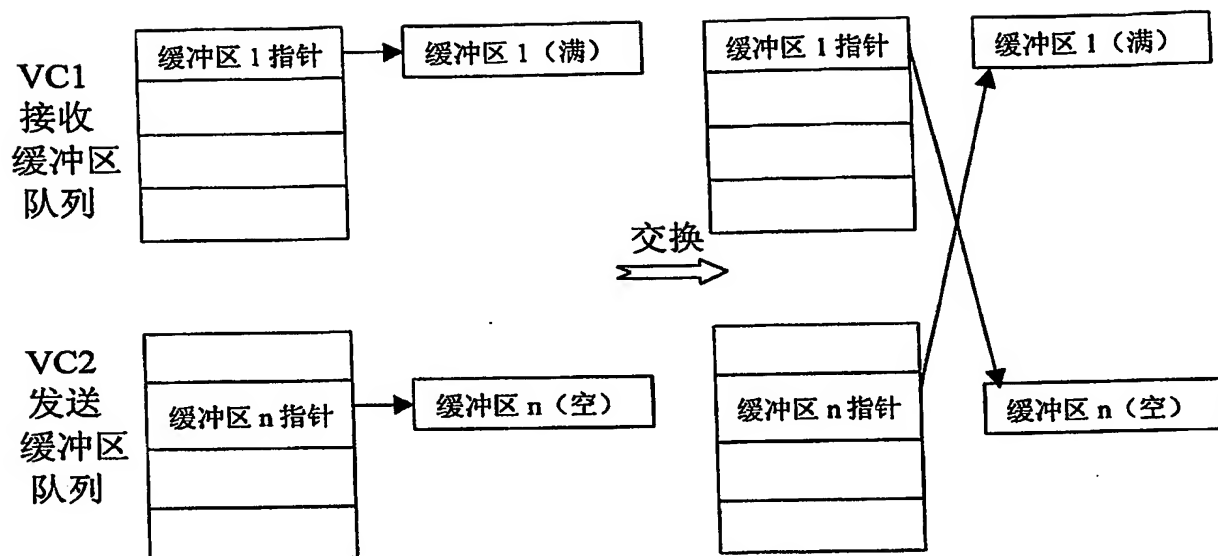 缓冲区 1 指针
缓冲区 1（满）
缓冲区 1 指针
缓冲区 1（满）
VC1
接收
缓冲区
队列
交换
VC2
发送
缓冲区
队列
缓冲区 n 指针
缓冲区 n（空）
缓冲区 n 指针
缓冲区 n（空）